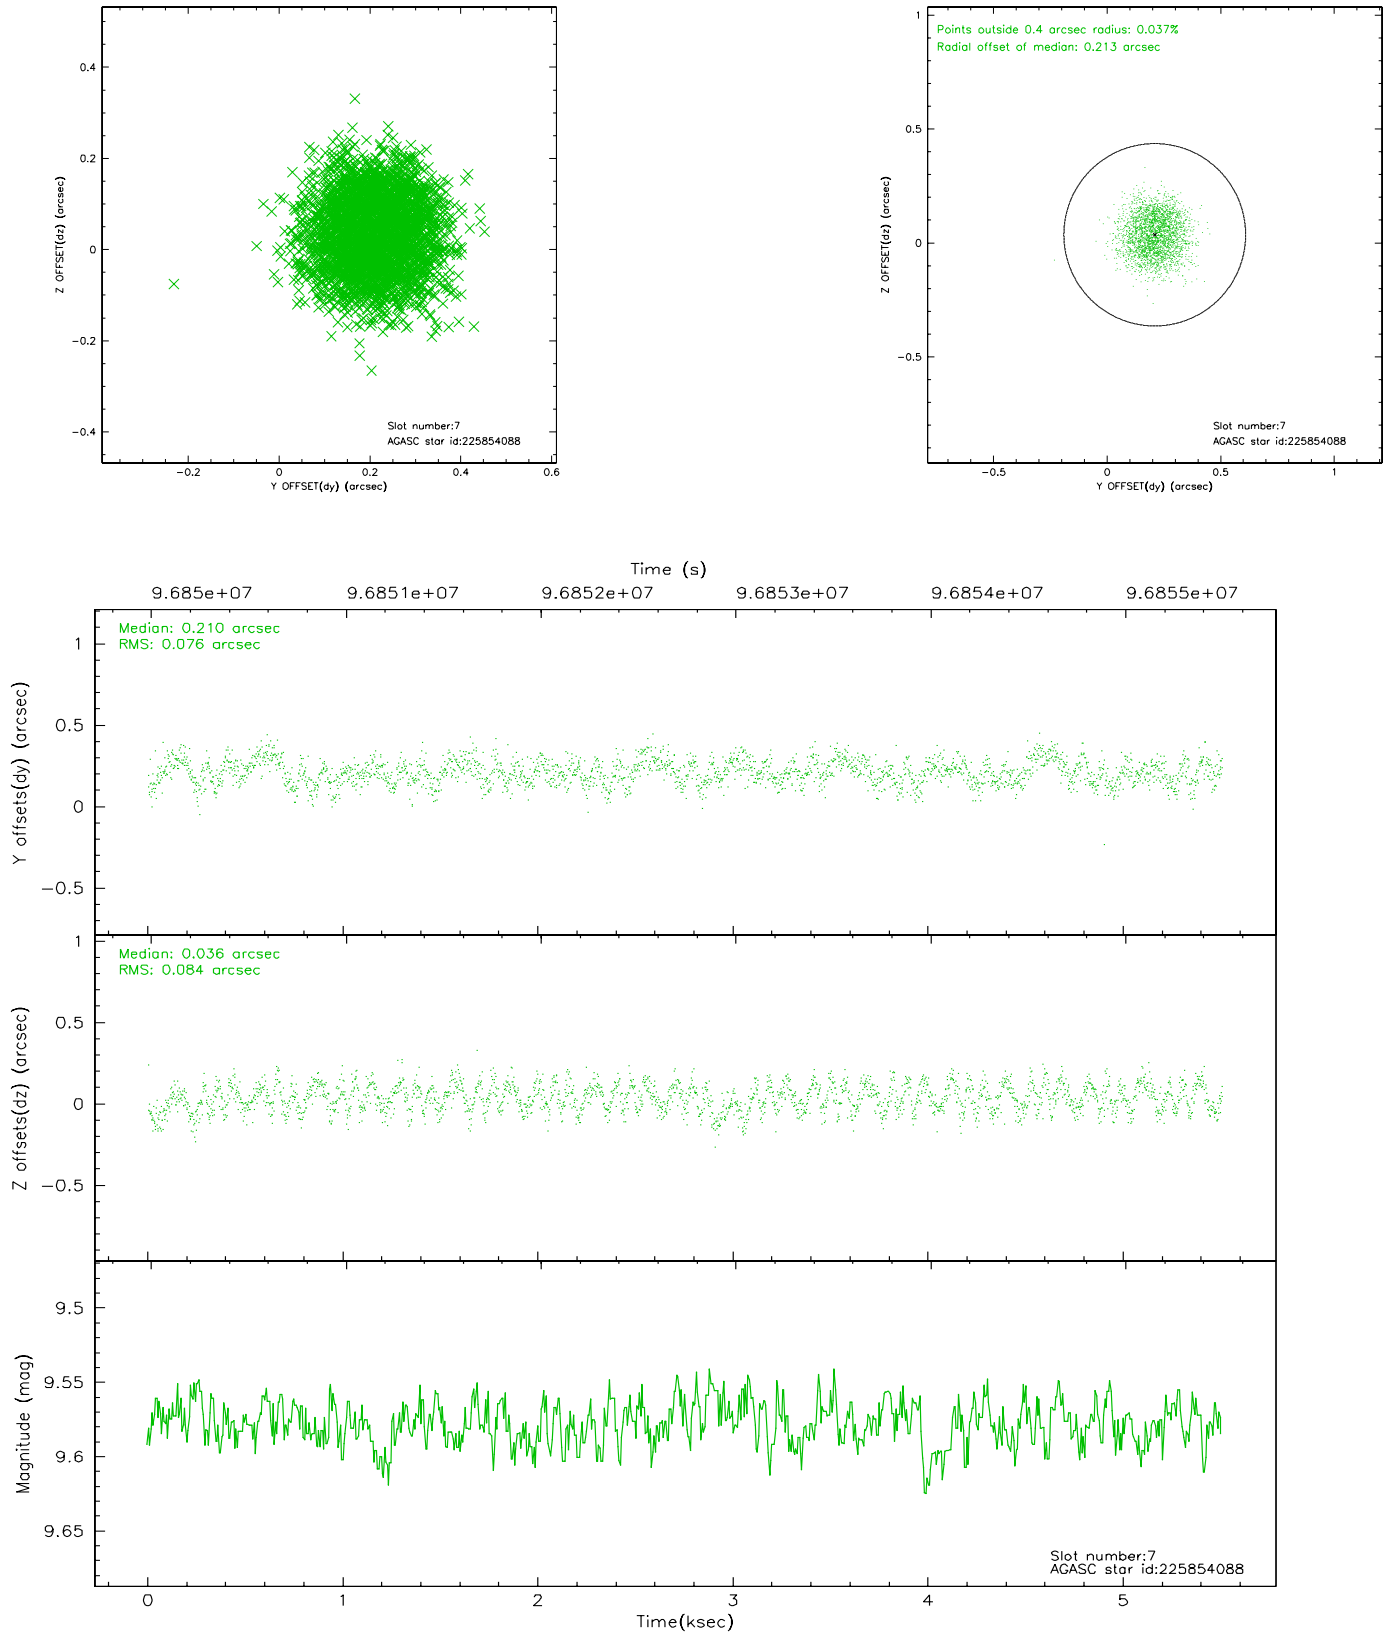 0.4
0.2
0
−0.2
−0.4
Z OFFSET(dz) (arcsec)
Slot number:7
AGASC star id:225854088
−0.2 0 0.2 0.4 0.6
Y OFFSET(dy) (arcsec)
Points outside 0.4 arcsec radius: 0.037%
Radial offset of median: 0.213 arcsec
1
0.5
0
−0.5
Z OFFSET(dz) (arcsec)
Slot number:7
AGASC star id:225854088
−0.5 0 0.5 1
Y OFFSET(dy) (arcsec)
Time (s)
9.685e+07 9.6851e+07 9.6852e+07 9.6853e+07 9.6854e+07 9.6855e+07
Median: 0.210 arcsec
RMS: 0.076 arcsec
1
0.5
0
−0.5
Y offsets(dy) (arcsec)
Median: 0.036 arcsec
RMS: 0.084 arcsec
1
0.5
0
−0.5
Z offsets(dz) (arcsec)
9.5
9.55
9.6
9.65
Magnitude (mag)
Slot number:7
AGASC star id:225854088
0 1 2 3 4 5
Time(ksec)